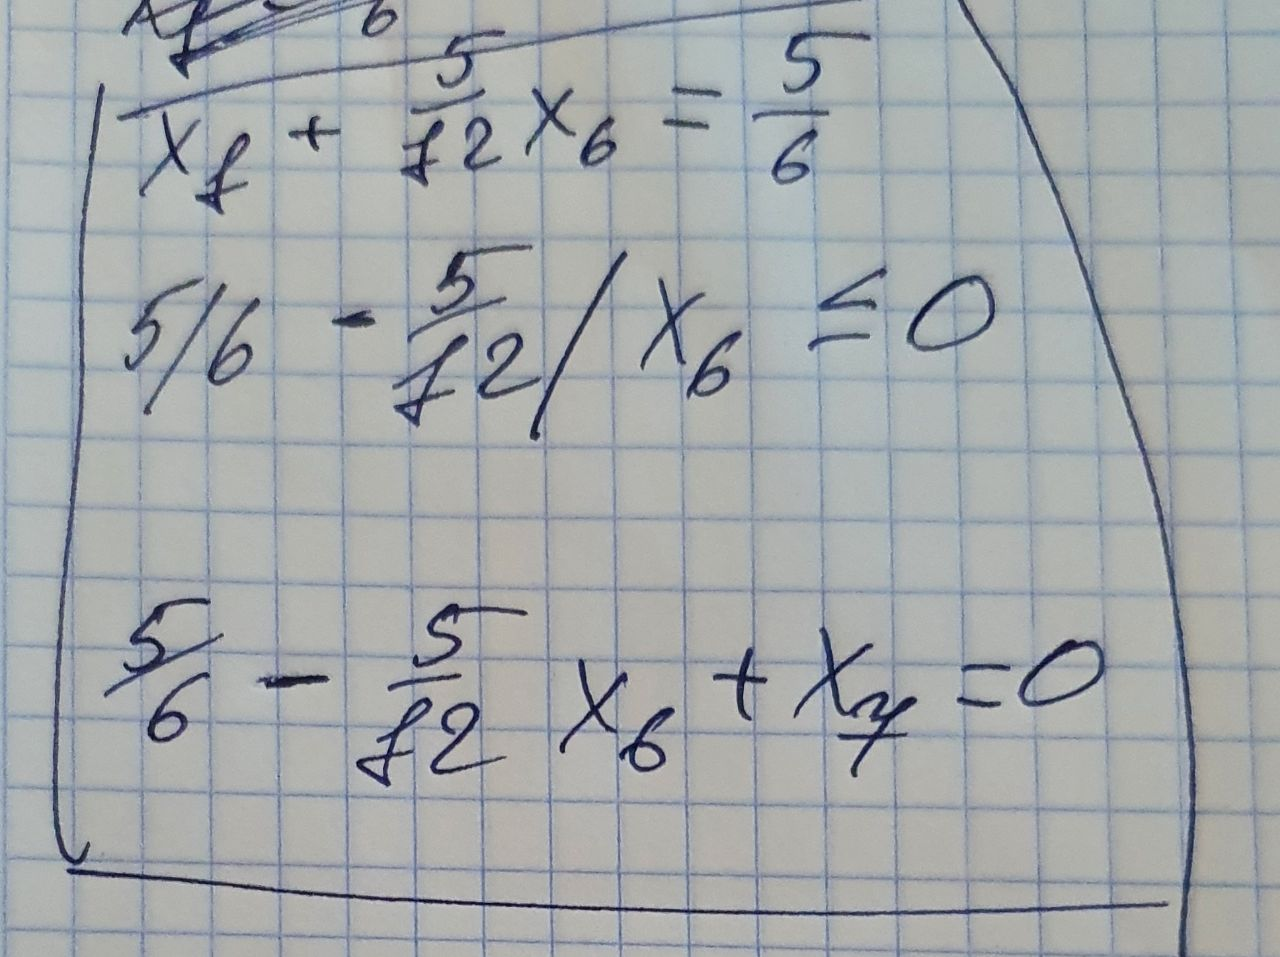 x₁ + 5/12 x₆ = 5/6
5/6 - 5/12 / x₆ ≤ 0
5/6 - 5/12 x₆ + x₇ = 0